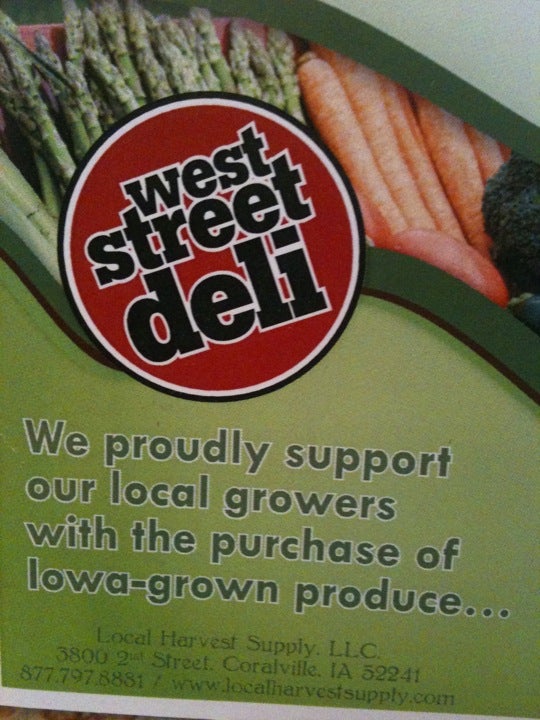 west
street
deli
We proudly support
our local growers
with the purchase of
Iowa-grown produce...
Local Harvest Supply, LLC.
3800 2nd Street, Coralville, IA 52241
877.797.8881 / www.localharvestsupply.com